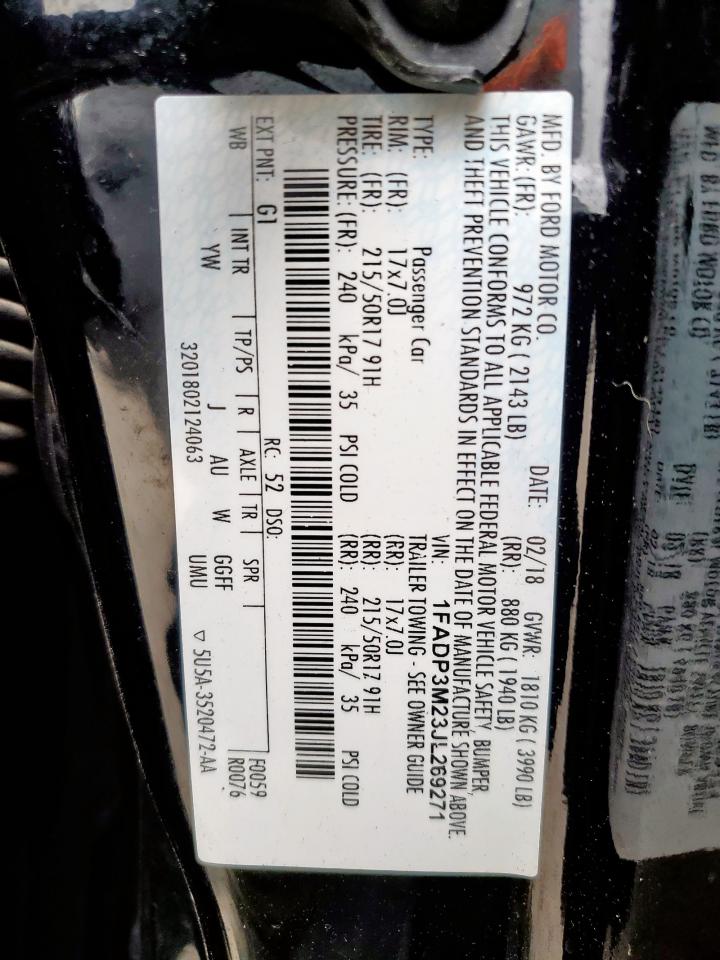 MFD. BY FORD MOTOR CO.
DATE: 02/18 GVWR: 1810 KG ( 3990 LB)
GAWR: (FR): 972 KG ( 2143 LB) (RR): 880 KG ( 1940 LB)
THIS VEHICLE CONFORMS TO ALL APPLICABLE FEDERAL MOTOR VEHICLE SAFETY, BUMPER,
AND THEFT PREVENTION STANDARDS IN EFFECT ON THE DATE OF MANUFACTURE SHOWN ABOVE.
VIN: 1FADP3M23JL269271
TYPE: Passenger Car TRAILER TOWING - SEE OWNER GUIDE
RIM: (FR): 17x7.0J (RR): 17x7.0J
TIRE: (FR): 215/50R17 91H (RR): 215/50R17 91H
PRESSURE: (FR): 240 kPa/ 35 PSI COLD (RR): 240 kPa/ 35 PSI COLD
EXT PNT: G1 RC: 52 DSO: F0059
WB INT TR TP/PS R AXLE TR SPR R0076
YW J AU W GGFF
UMU
3201802124063 ▽ 5U5A-3520472-AA